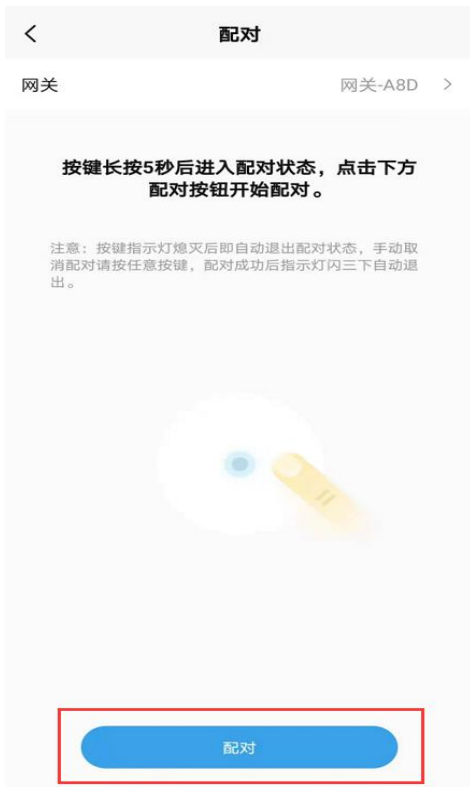 配对
网关 网关-A8D
按键长按5秒后进入配对状态，点击下方
配对按钮开始配对。
注意：按键指示灯熄灭后即自动退出配对状态，手动取
消配对请按任意按键，配对成功后指示灯闪三下自动退
出。
配对